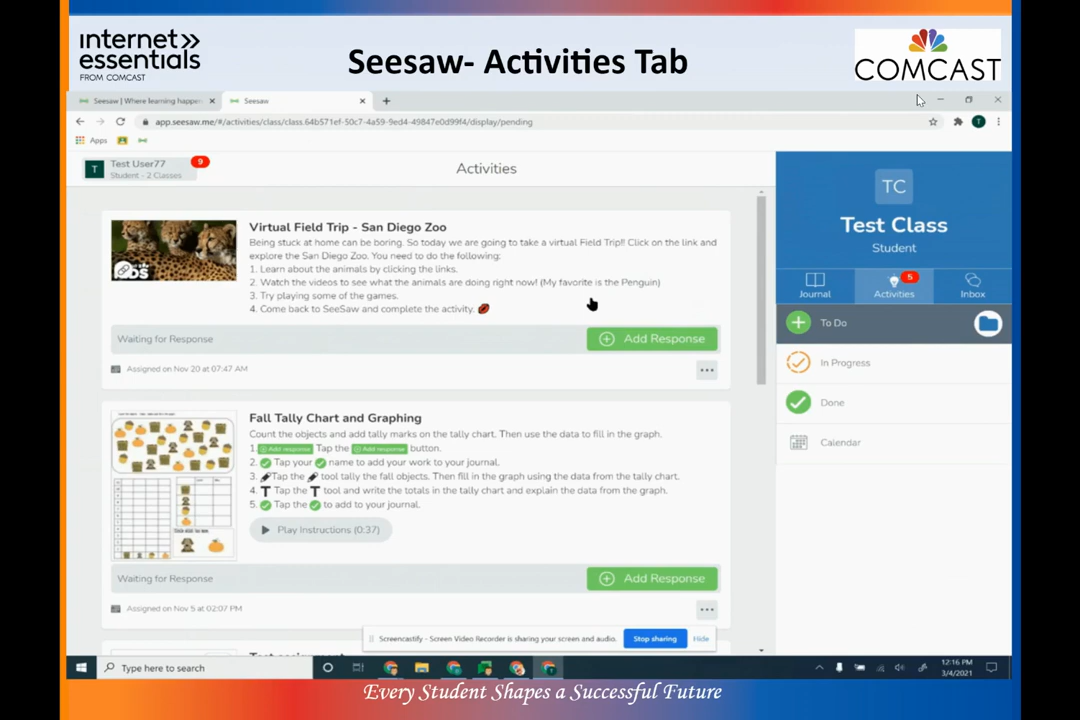 internet
essentials
FROM COMCAST
Seesaw- Activities Tab
COMCAST
Seesaw | Where learning happen
Seesaw
app.seesaw.me/#/activities/class/class.64b571ef-50c7-4a59-9ed4-49847e0d99f4/display/pending
T
Apps
T
Test User77
Student - 2 Classes
9
Activities
TC
Test Class
Student
Journal
Activities
5
Inbox
To Do
In Progress
Done
Calendar
Virtual Field Trip - San Diego Zoo
Being stuck at home can be boring. So today we are going to take a virtual Field Trip!! Click on the link and
explore the San Diego Zoo. You need to do the following:
1. Learn about the animals by clicking the links.
2. Watch the videos to see what the animals are doing right now! (My favorite is the Penguin)
3. Try playing some of the games.
4. Come back to SeeSaw and complete the activity.
Waiting for Response
Add Response
Assigned on Nov 20 at 07:47 AM
Fall Tally Chart and Graphing
Count the objects and add tally marks on the tally chart. Then use the data to fill in the graph.
1. Add response Tap the Add response button.
2. Tap your name to add your work to your journal.
3. Tap the tool tally the fall objects. Then fill in the graph using the data from the tally chart.
4. T Tap the T tool and write the totals in the tally chart and explain the data from the graph.
5. Tap the to add to your journal.
Play Instructions (0:37)
Waiting for Response
Add Response
Assigned on Nov 5 at 02:07 PM
Screencastify - Screen Video Recorder is sharing your screen and audio.
Stop sharing
Hide
Type here to search
12:16 PM
3/4/2021
Every Student Shapes a Successful Future